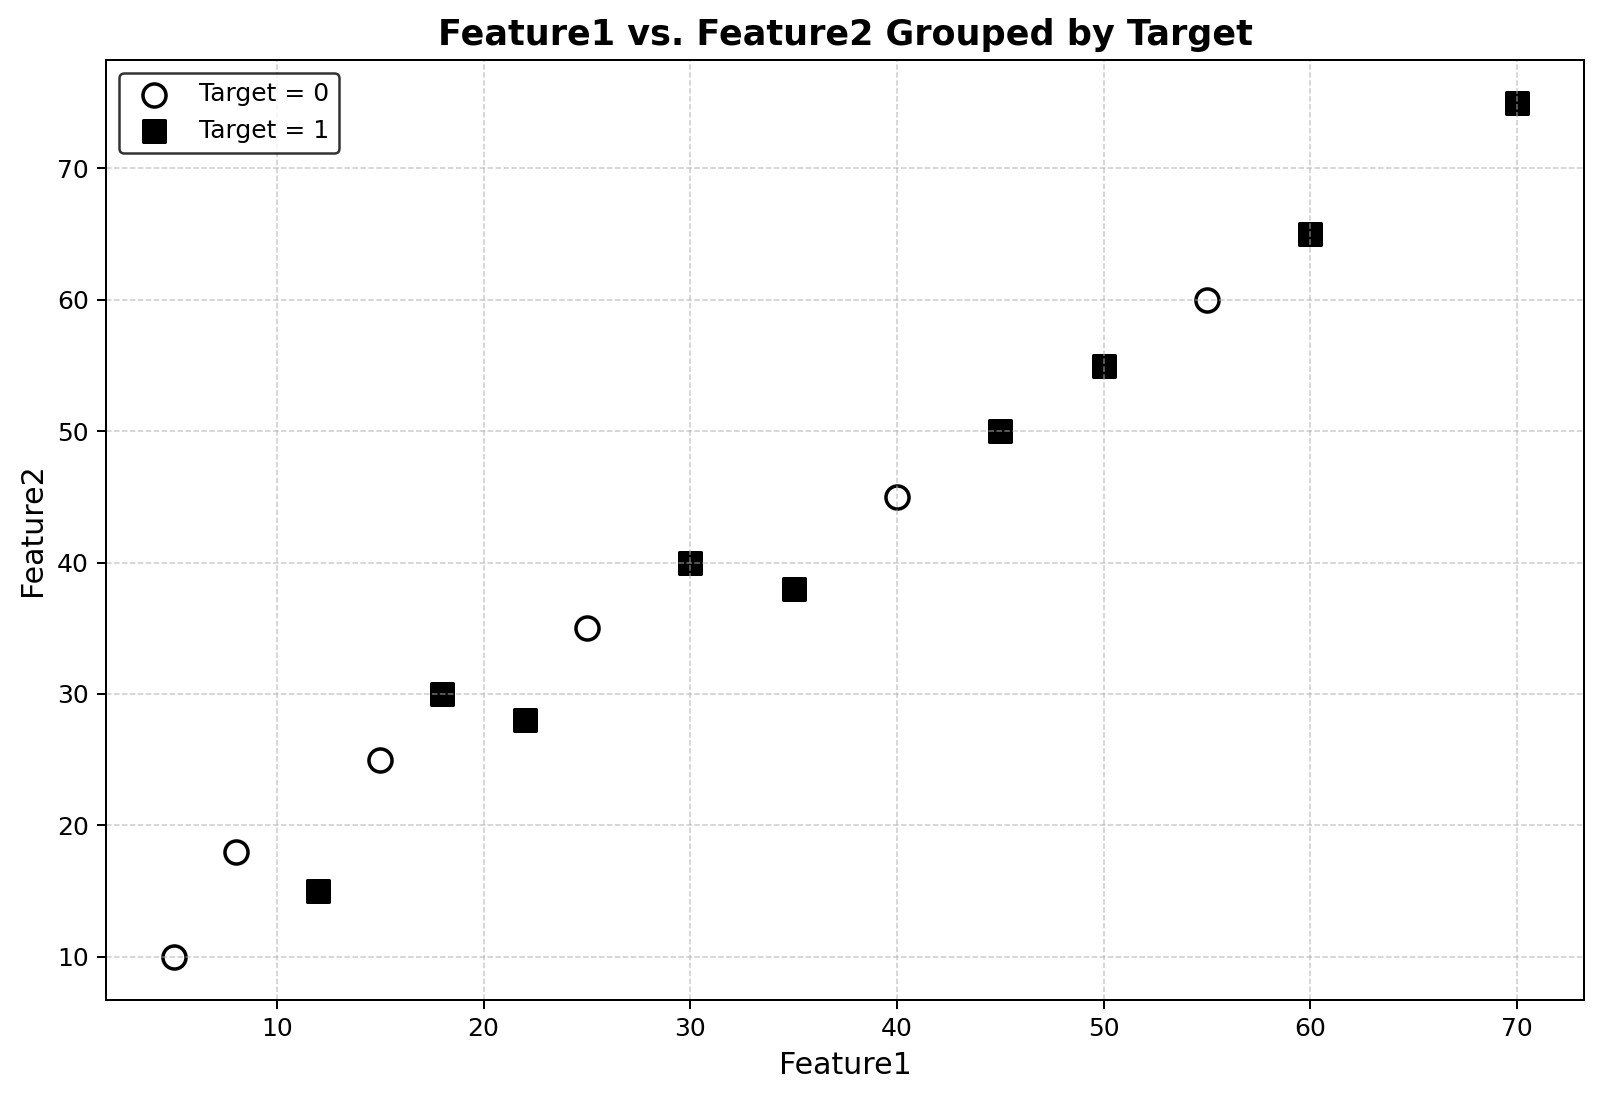 Feature1 vs. Feature2 Grouped by Target
Target = 0
Target = 1
70
60
50
40
30
20
10
Feature2
10 20 30 40 50 60 70
Feature1